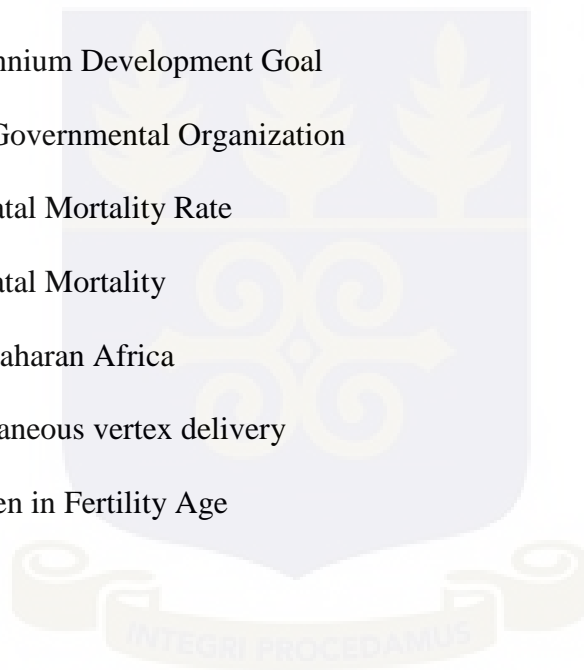 nnium Development Goal
Governmental Organization
atal Mortality Rate
atal Mortality
aharan Africa
aneous vertex delivery
en in Fertility Age
INTEGRI PROCEDAMUS